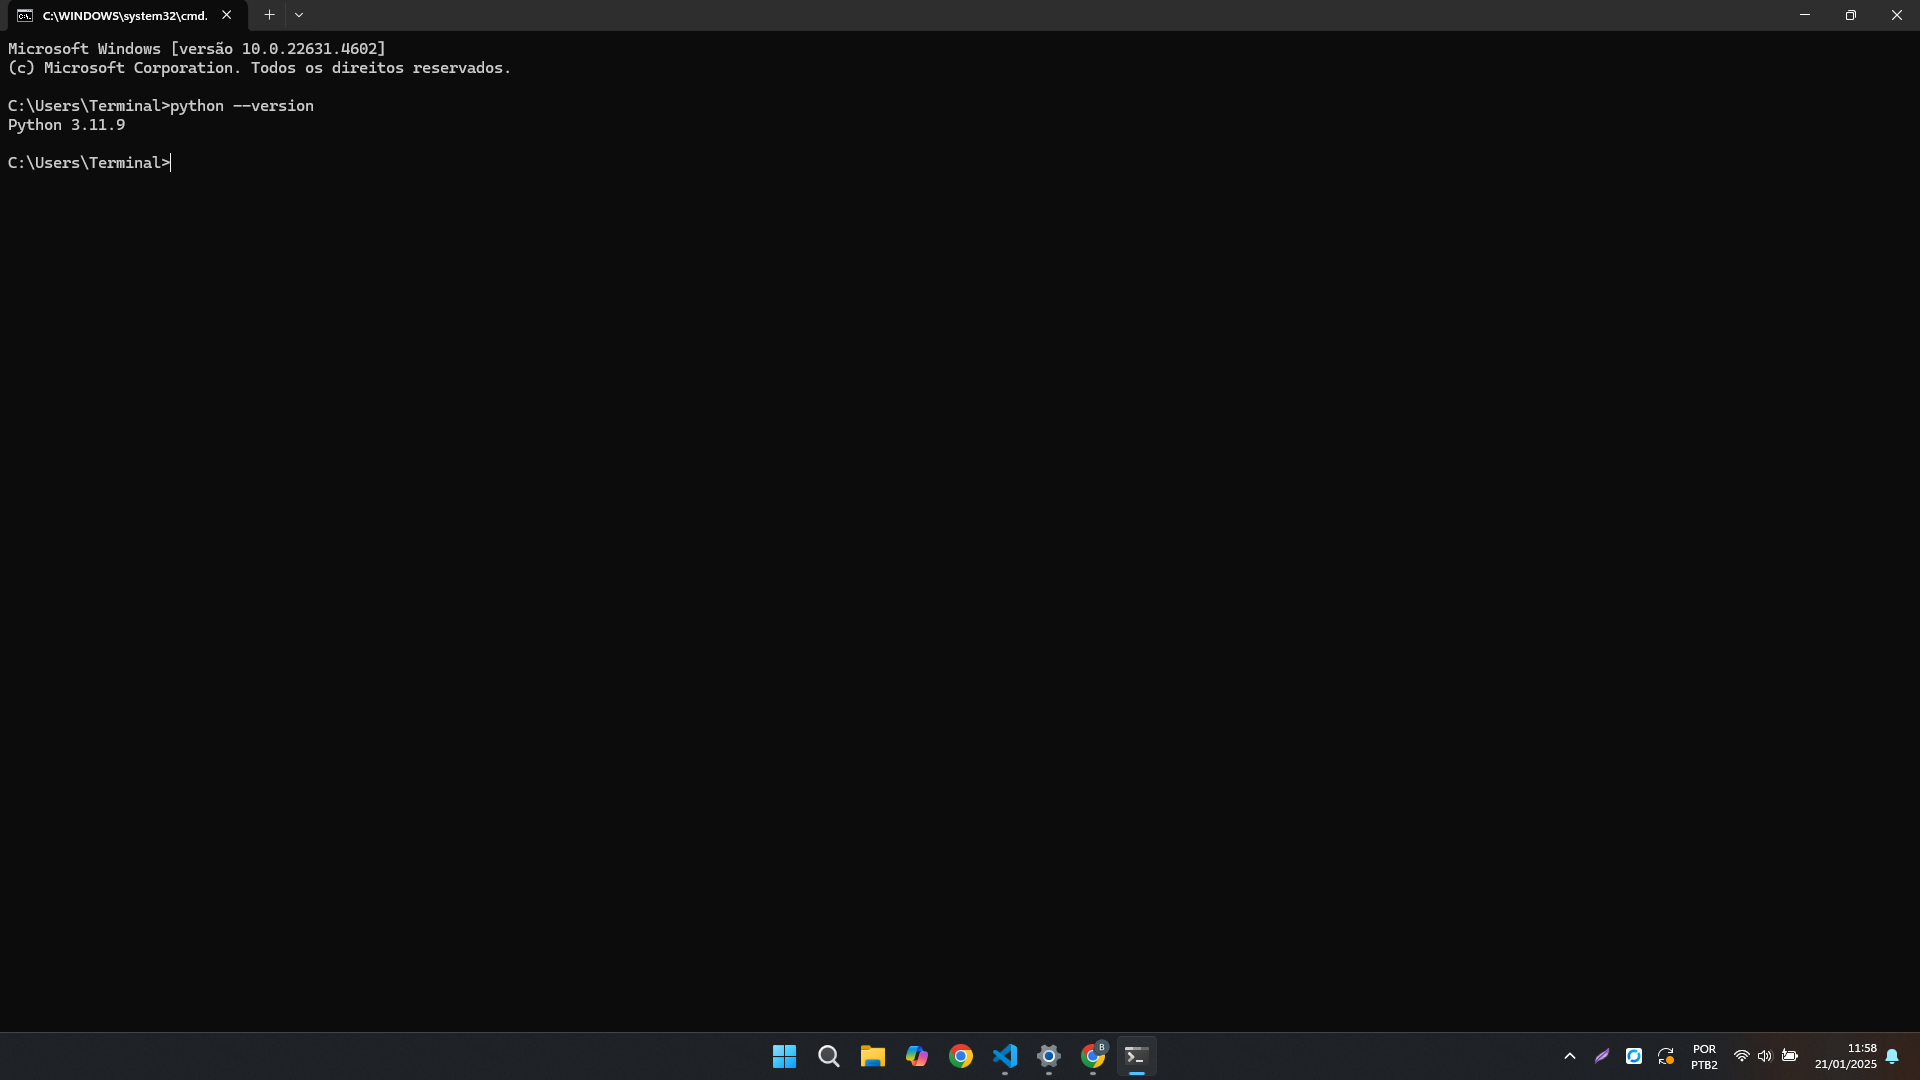 C:\WINDOWS\system32\cmd.
Microsoft Windows [versão 10.0.22631.4602]
(c) Microsoft Corporation. Todos os direitos reservados.
C:\Users\Terminal>python --version
Python 3.11.9
C:\Users\Terminal>
B
POR
PTB2
11:58
21/01/2025